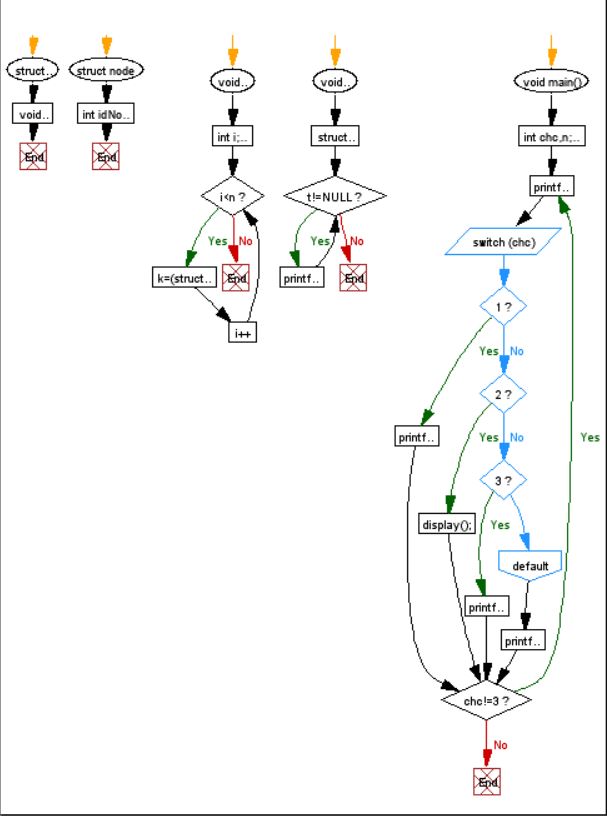 struct..
void..
End
struct node
int idNo..
End
void..
int i;..
i<n ?
Yes
No
k=(struct..
End
i++
void..
struct..
t!=NULL ?
Yes
No
printf..
End
void main()
int chc,n;..
printf..
switch (chc)
1 ?
Yes
No
2 ?
Yes
No
printf..
Yes
3 ?
display();
Yes
default
printf..
printf..
chc!=3 ?
No
End